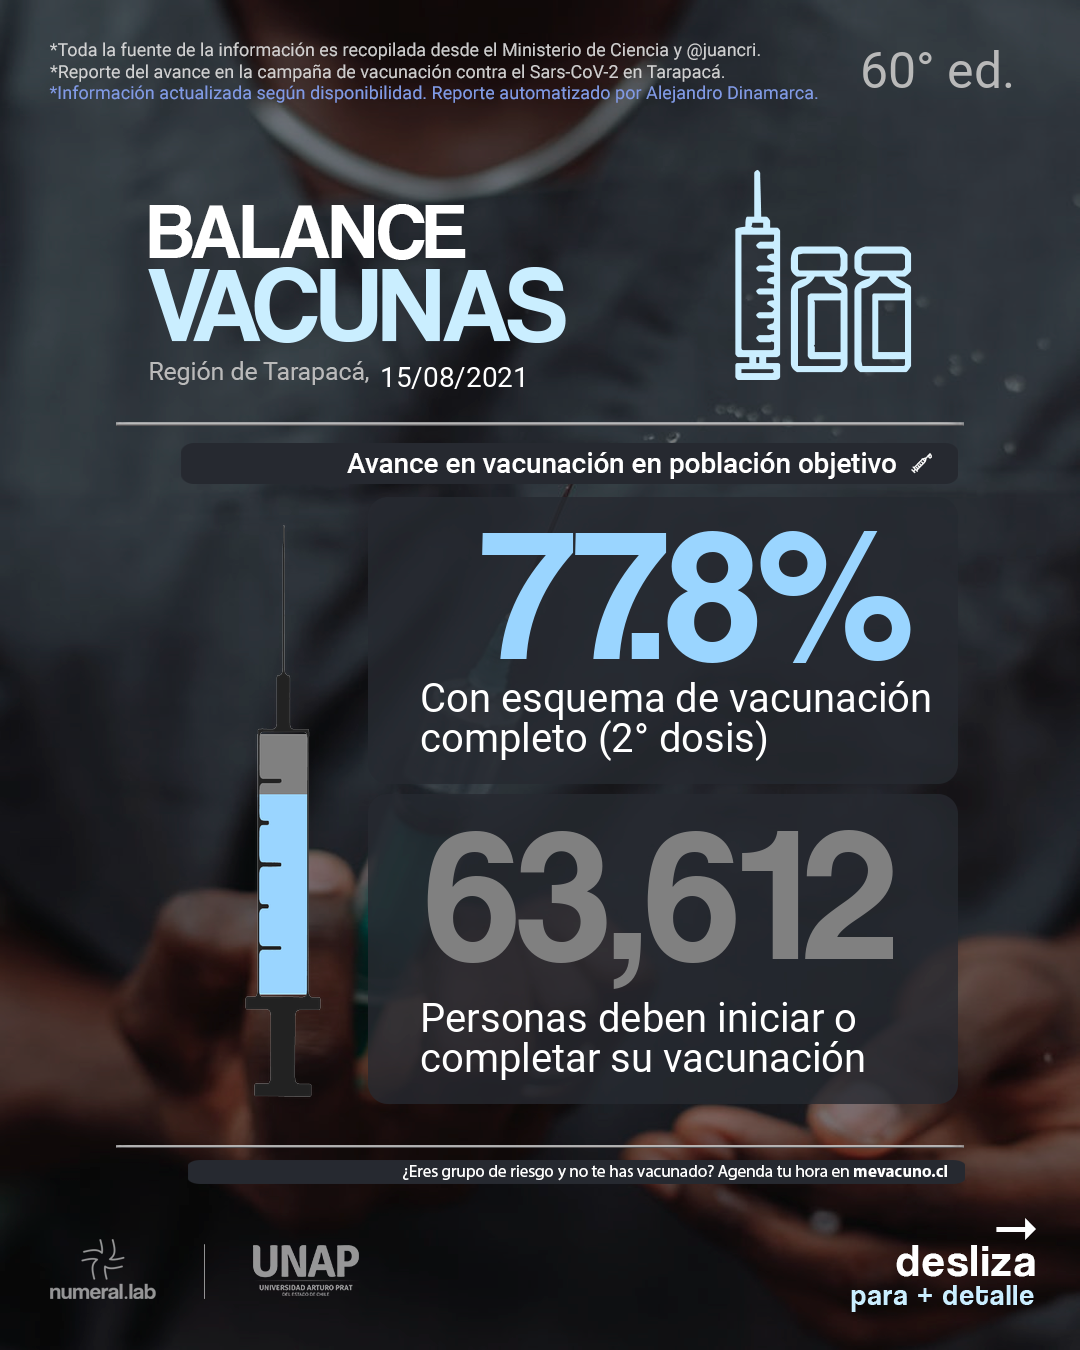 *Toda la fuente de la información es recopilada desde el Ministerio de Ciencia y @juancri.
*Reporte del avance en la campaña de vacunación contra el Sars-CoV-2 en Tarapacá.
*Información actualizada según disponibilidad. Reporte automatizado por Alejandro Dinamarca.
60° ed.
BALANCE
VACUNAS
Región de Tarapacá, 15/08/2021
Avance en vacunación en población objetivo
77.8%
Con esquema de vacunación
completo (2° dosis)
63,612
Personas deben iniciar o
completar su vacunación
¿Eres grupo de riesgo y no te has vacunado? Agenda tu hora en mevacuno.cl
numeral.lab
UNAP
UNIVERSIDAD ARTURO PRAT
DEL ESTADO DE CHILE
desliza
para + detalle